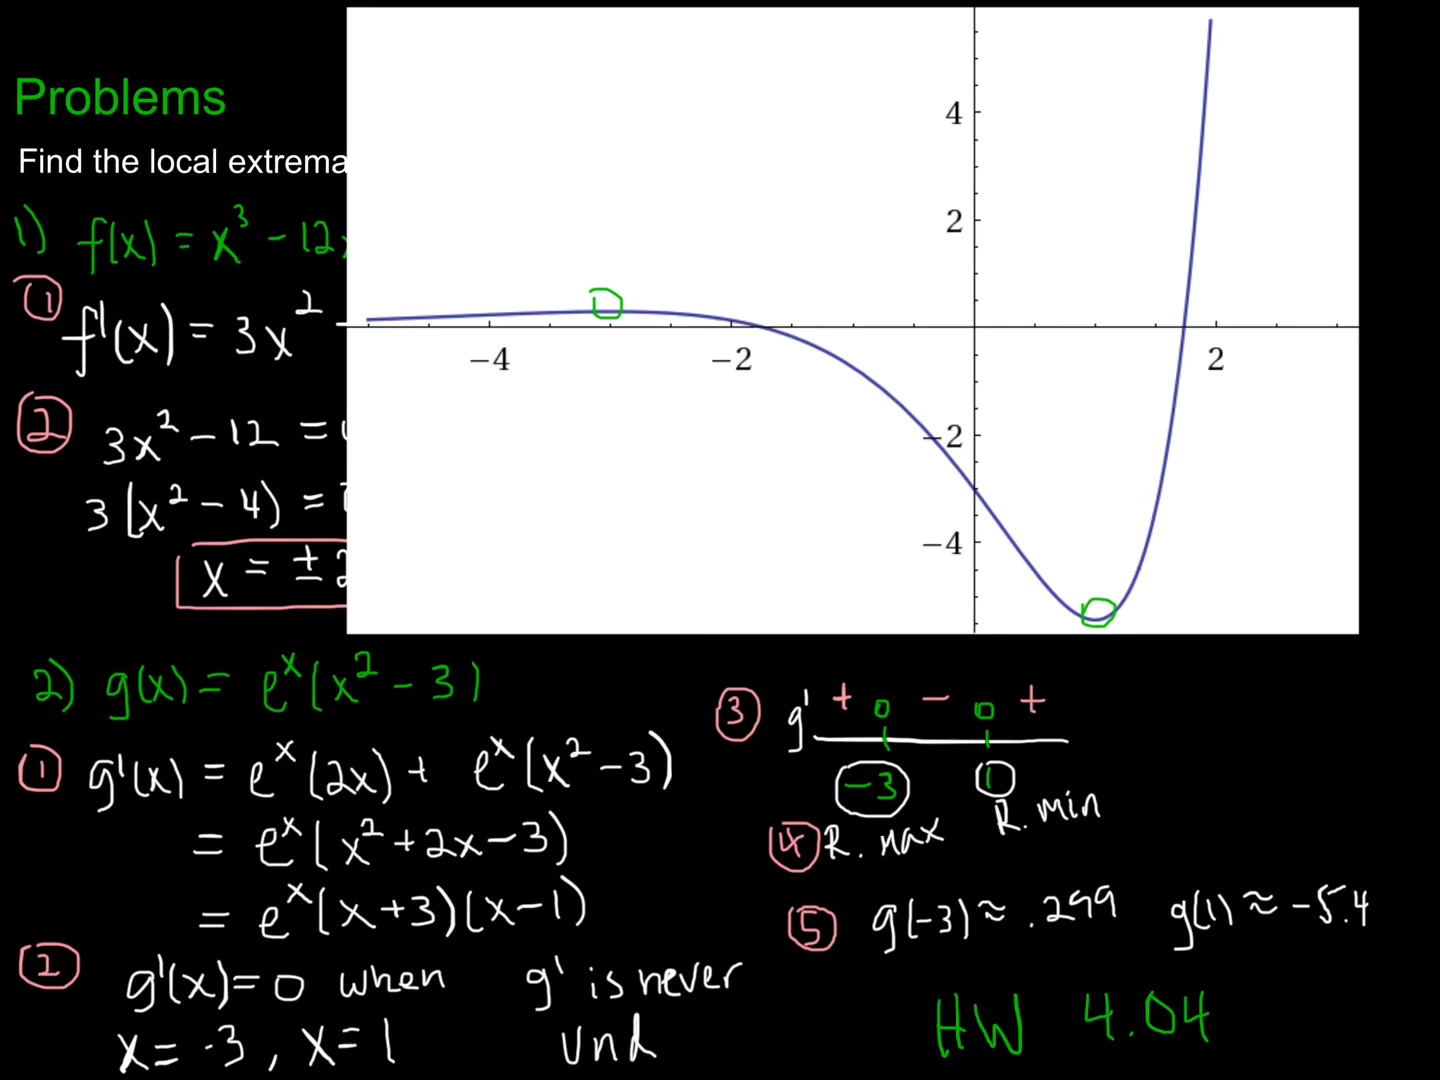 Problems
Find the local extrema
1) f(x) = x³ - 12x
① f'(x) = 3x² -
② 3x² - 12 =
3(x² - 4) =
x = ± 2
4
2
-4 -2 2
-2
-4
2) g(x) = eˣ(x² - 3)
① g'(x) = eˣ(2x) + eˣ(x² - 3)
= eˣ(x² + 2x - 3)
= eˣ(x + 3)(x - 1)
② g'(x) = 0 when
x = -3, x = 1
g' is never
und
③ g' + 0 - 0 +
-3 1
④ R. max R. min
⑤ g(-3) ≈ .299 g(1) ≈ -5.4
HW 4.04